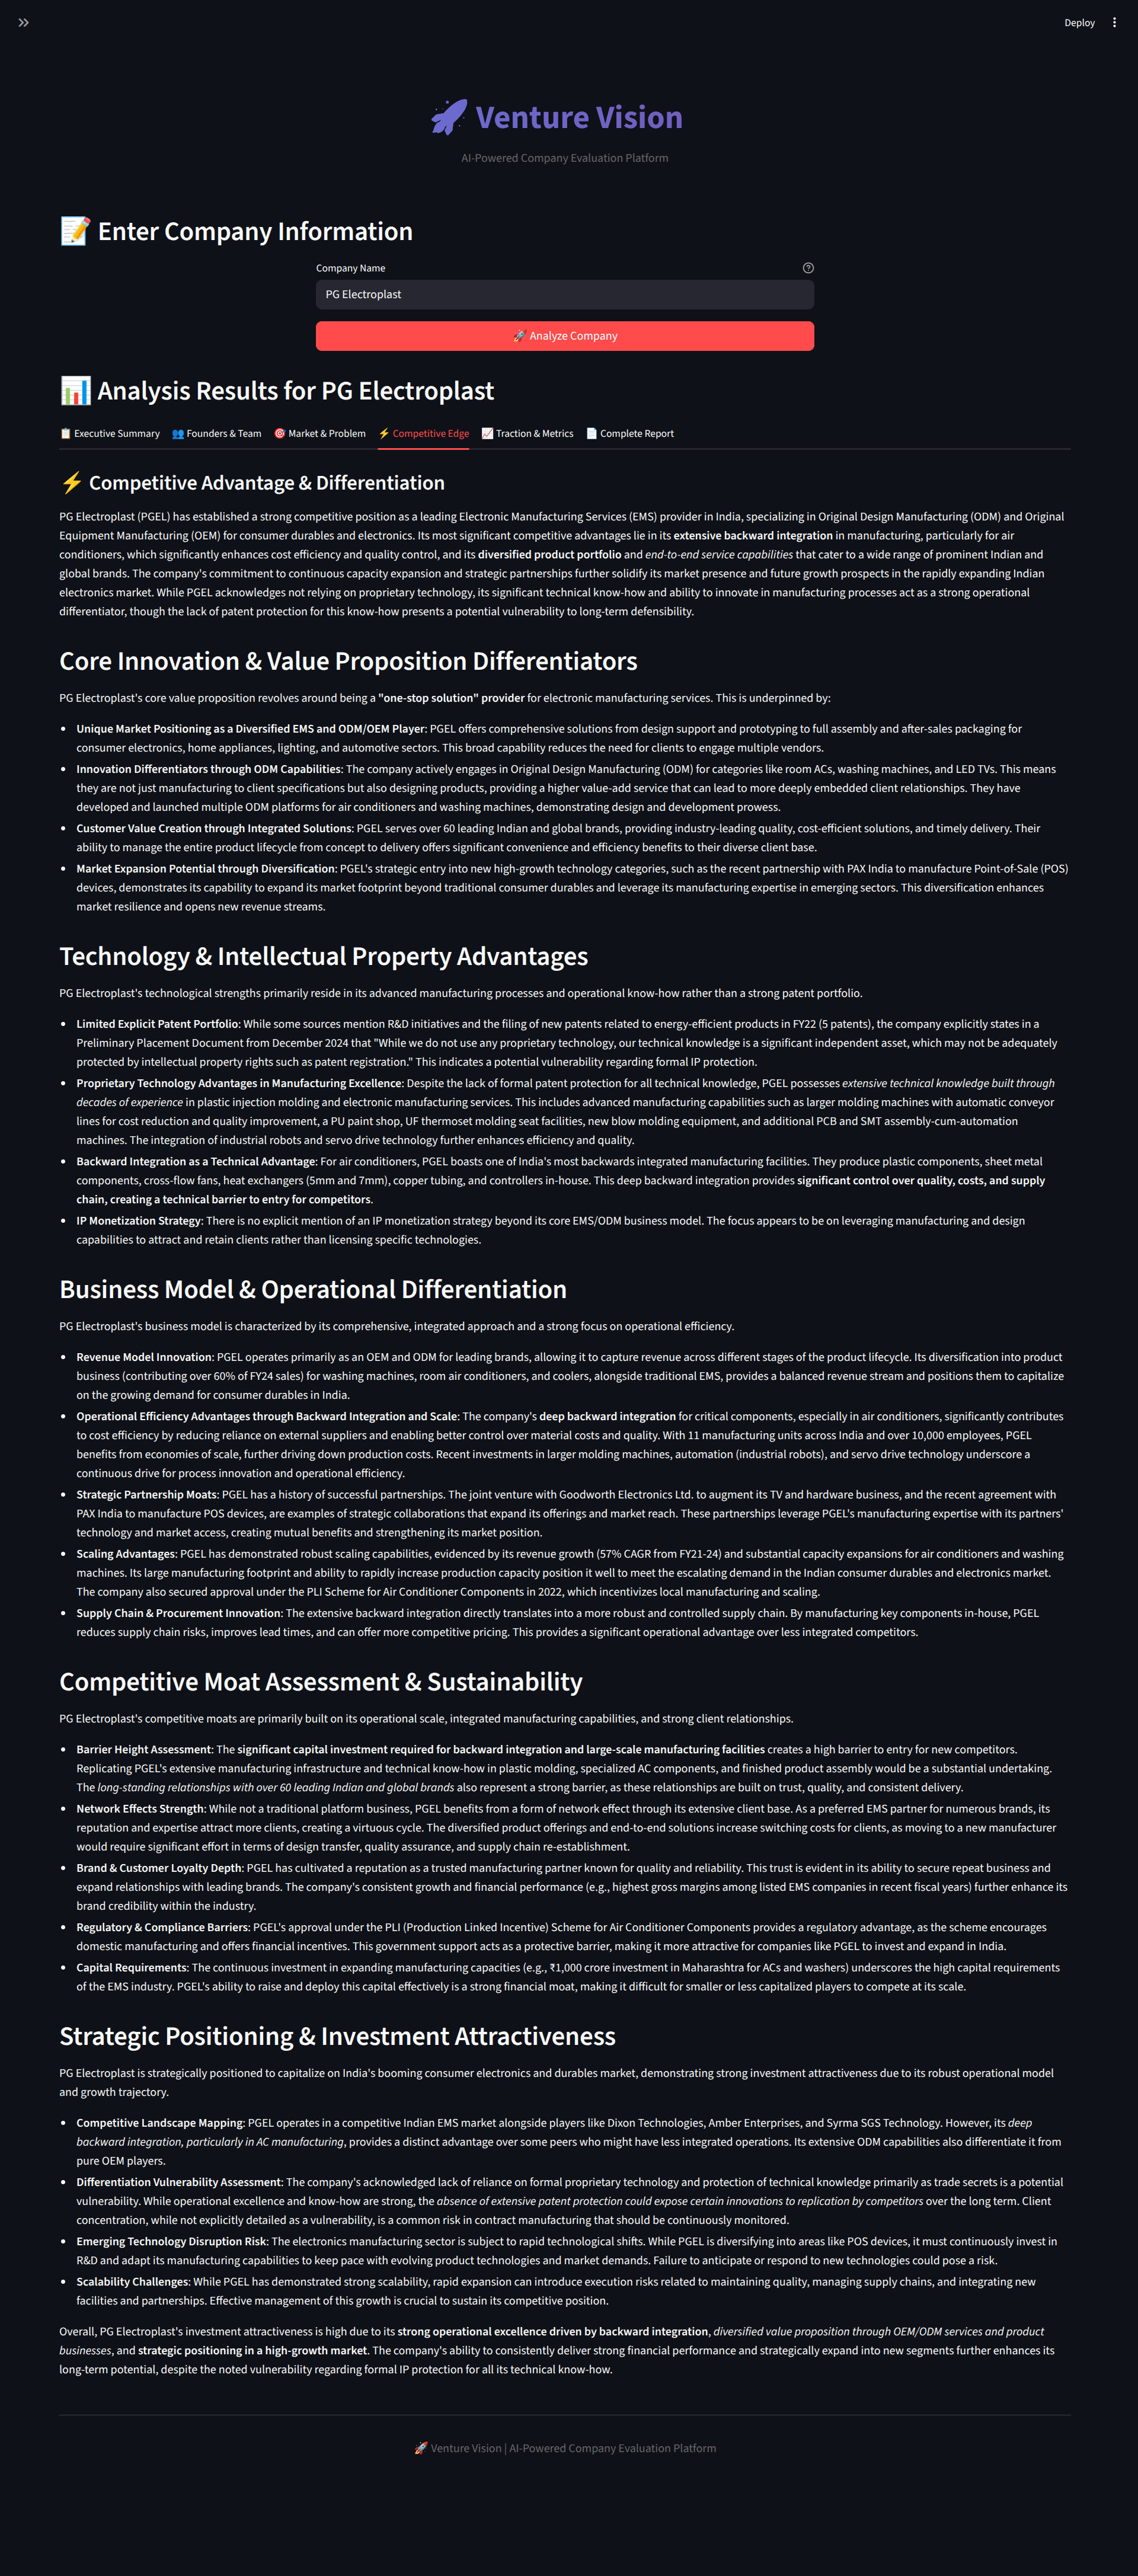 Deploy
Venture Vision
AI-Powered Company Evaluation Platform
Enter Company Information
Company Name
PG Electroplast
Analyze Company
Analysis Results for PG Electroplast
Executive Summary Founders & Team Market & Problem Competitive Edge Traction & Metrics Complete Report
Competitive Advantage & Differentiation
PG Electroplast (PGEL) has established a strong competitive position as a leading Electronic Manufacturing Services (EMS) provider in India, specializing in Original Design Manufacturing (ODM) and Original
Equipment Manufacturing (OEM) for consumer durables and electronics. Its most significant competitive advantages lie in its extensive backward integration in manufacturing, particularly for air
conditioners, which significantly enhances cost efficiency and quality control, and its diversified product portfolio and end-to-end service capabilities that cater to a wide range of prominent Indian and
global brands. The company's commitment to continuous capacity expansion and strategic partnerships further solidify its market presence and future growth prospects in the rapidly expanding Indian
electronics market. While PGEL acknowledges not relying on proprietary technology, its significant technical know-how and ability to innovate in manufacturing processes act as a strong operational
differentiator, though the lack of patent protection for this know-how presents a potential vulnerability to long-term defensibility.
Core Innovation & Value Proposition Differentiators
PG Electroplast's core value proposition revolves around being a "one-stop solution" provider for electronic manufacturing services. This is underpinned by:
• Unique Market Positioning as a Diversified EMS and ODM/OEM Player: PGEL offers comprehensive solutions from design support and prototyping to full assembly and after-sales packaging for
consumer electronics, home appliances, lighting, and automotive sectors. This broad capability reduces the need for clients to engage multiple vendors.
• Innovation Differentiators through ODM Capabilities: The company actively engages in Original Design Manufacturing (ODM) for categories like room ACs, washing machines, and LED TVs. This means
they are not just manufacturing to client specifications but also designing products, providing a higher value-add service that can lead to more deeply embedded client relationships. They have
developed and launched multiple ODM platforms for air conditioners and washing machines, demonstrating design and development prowess.
• Customer Value Creation through Integrated Solutions: PGEL serves over 60 leading Indian and global brands, providing industry-leading quality, cost-efficient solutions, and timely delivery. Their
ability to manage the entire product lifecycle from concept to delivery offers significant convenience and efficiency benefits to their diverse client base.
• Market Expansion Potential through Diversification: PGEL's strategic entry into new high-growth technology categories, such as the recent partnership with PAX India to manufacture Point-of-Sale (POS)
devices, demonstrates its capability to expand its market footprint beyond traditional consumer durables and leverage its manufacturing expertise in emerging sectors. This diversification enhances
market resilience and opens new revenue streams.
Technology & Intellectual Property Advantages
PG Electroplast's technological strengths primarily reside in its advanced manufacturing processes and operational know-how rather than a strong patent portfolio.
• Limited Explicit Patent Portfolio: While some sources mention R&D initiatives and the filing of new patents related to energy-efficient products in FY22 (5 patents), the company explicitly states in a
Preliminary Placement Document from December 2024 that "While we do not use any proprietary technology, our technical knowledge is a significant independent asset, which may not be adequately
protected by intellectual property rights such as patent registration." This indicates a potential vulnerability regarding formal IP protection.
• Proprietary Technology Advantages in Manufacturing Excellence: Despite the lack of formal patent protection for all technical knowledge, PGEL possesses extensive technical knowledge built through
decades of experience in plastic injection molding and electronic manufacturing services. This includes advanced manufacturing capabilities such as larger molding machines with automatic conveyor
lines for cost reduction and quality improvement, a PU paint shop, UF thermoset molding seat facilities, new blow molding equipment, and additional PCB and SMT assembly-cum-automation
machines. The integration of industrial robots and servo drive technology further enhances efficiency and quality.
• Backward Integration as a Technical Advantage: For air conditioners, PGEL boasts one of India's most backwards integrated manufacturing facilities. They produce plastic components, sheet metal
components, cross-flow fans, heat exchangers (5mm and 7mm), copper tubing, and controllers in-house. This deep backward integration provides significant control over quality, costs, and supply
chain, creating a technical barrier to entry for competitors.
• IP Monetization Strategy: There is no explicit mention of an IP monetization strategy beyond its core EMS/ODM business model. The focus appears to be on leveraging manufacturing and design
capabilities to attract and retain clients rather than licensing specific technologies.
Business Model & Operational Differentiation
PG Electroplast's business model is characterized by its comprehensive, integrated approach and a strong focus on operational efficiency.
• Revenue Model Innovation: PGEL operates primarily as an OEM and ODM for leading brands, allowing it to capture revenue across different stages of the product lifecycle. Its diversification into product
business (contributing over 60% of FY24 sales) for washing machines, room air conditioners, and coolers, alongside traditional EMS, provides a balanced revenue stream and positions them to capitalize
on the growing demand for consumer durables in India.
• Operational Efficiency Advantages through Backward Integration and Scale: The company's deep backward integration for critical components, especially in air conditioners, significantly contributes
to cost efficiency by reducing reliance on external suppliers and enabling better control over material costs and quality. With 11 manufacturing units across India and over 10,000 employees, PGEL
benefits from economies of scale, further driving down production costs. Recent investments in larger molding machines, automation (industrial robots), and servo drive technology underscore a
continuous drive for process innovation and operational efficiency.
• Strategic Partnership Moats: PGEL has a history of successful partnerships. The joint venture with Goodworth Electronics Ltd. to augment its TV and hardware business, and the recent agreement with
PAX India to manufacture POS devices, are examples of strategic collaborations that expand its offerings and market reach. These partnerships leverage PGEL's manufacturing expertise with its partners'
technology and market access, creating mutual benefits and strengthening its market position.
• Scaling Advantages: PGEL has demonstrated robust scaling capabilities, evidenced by its revenue growth (57% CAGR from FY21-24) and substantial capacity expansions for air conditioners and washing
machines. Its large manufacturing footprint and ability to rapidly increase production capacity position it well to meet the escalating demand in the Indian consumer durables and electronics market.
The company also secured approval under the PLI Scheme for Air Conditioner Components in 2022, which incentivizes local manufacturing and scaling.
• Supply Chain & Procurement Innovation: The extensive backward integration directly translates into a more robust and controlled supply chain. By manufacturing key components in-house, PGEL
reduces supply chain risks, improves lead times, and can offer more competitive pricing. This provides a significant operational advantage over less integrated competitors.
Competitive Moat Assessment & Sustainability
PG Electroplast's competitive moats are primarily built on its operational scale, integrated manufacturing capabilities, and strong client relationships.
• Barrier Height Assessment: The significant capital investment required for backward integration and large-scale manufacturing facilities creates a high barrier to entry for new competitors.
Replicating PGEL's extensive manufacturing infrastructure and technical know-how in plastic molding, specialized AC components, and finished product assembly would be a substantial undertaking.
The long-standing relationships with over 60 leading Indian and global brands also represent a strong barrier, as these relationships are built on trust, quality, and consistent delivery.
• Network Effects Strength: While not a traditional platform business, PGEL benefits from a form of network effect through its extensive client base. As a preferred EMS partner for numerous brands, its
reputation and expertise attract more clients, creating a virtuous cycle. The diversified product offerings and end-to-end solutions increase switching costs for clients, as moving to a new manufacturer
would require significant effort in terms of design transfer, quality assurance, and supply chain re-establishment.
• Brand & Customer Loyalty Depth: PGEL has cultivated a reputation as a trusted manufacturing partner known for quality and reliability. This trust is evident in its ability to secure repeat business and
expand relationships with leading brands. The company's consistent growth and financial performance (e.g., highest gross margins among listed EMS companies in recent fiscal years) further enhance its
brand credibility within the industry.
• Regulatory & Compliance Barriers: PGEL's approval under the PLI (Production Linked Incentive) Scheme for Air Conditioner Components provides a regulatory advantage, as the scheme encourages
domestic manufacturing and offers financial incentives. This government support acts as a protective barrier, making it more attractive for companies like PGEL to invest and expand in India.
• Capital Requirements: The continuous investment in expanding manufacturing capacities (e.g., ₹1,000 crore investment in Maharashtra for ACs and washers) underscores the high capital requirements
of the EMS industry. PGEL's ability to raise and deploy this capital effectively is a strong financial moat, making it difficult for smaller or less capitalized players to compete at its scale.
Strategic Positioning & Investment Attractiveness
PG Electroplast is strategically positioned to capitalize on India's booming consumer electronics and durables market, demonstrating strong investment attractiveness due to its robust operational model
and growth trajectory.
• Competitive Landscape Mapping: PGEL operates in a competitive Indian EMS market alongside players like Dixon Technologies, Amber Enterprises, and Syrma SGS Technology. However, its deep
backward integration, particularly in AC manufacturing, provides a distinct advantage over some peers who might have less integrated operations. Its extensive ODM capabilities also differentiate it from
pure OEM players.
• Differentiation Vulnerability Assessment: The company's acknowledged lack of reliance on formal proprietary technology and protection of technical knowledge primarily as trade secrets is a potential
vulnerability. While operational excellence and know-how are strong, the absence of extensive patent protection could expose certain innovations to replication by competitors over the long term. Client
concentration, while not explicitly detailed as a vulnerability, is a common risk in contract manufacturing that should be continuously monitored.
• Emerging Technology Disruption Risk: The electronics manufacturing sector is subject to rapid technological shifts. While PGEL is diversifying into areas like POS devices, it must continuously invest in
R&D and adapt its manufacturing capabilities to keep pace with evolving product technologies and market demands. Failure to anticipate or respond to new technologies could pose a risk.
• Scalability Challenges: While PGEL has demonstrated strong scalability, rapid expansion can introduce execution risks related to maintaining quality, managing supply chains, and integrating new
facilities and partnerships. Effective management of this growth is crucial to sustain its competitive position.
Overall, PG Electroplast's investment attractiveness is high due to its strong operational excellence driven by backward integration, diversified value proposition through OEM/ODM services and product
businesses, and strategic positioning in a high-growth market. The company's ability to consistently deliver strong financial performance and strategically expand into new segments further enhances its
long-term potential, despite the noted vulnerability regarding formal IP protection for all its technical know-how.
Venture Vision | AI-Powered Company Evaluation Platform